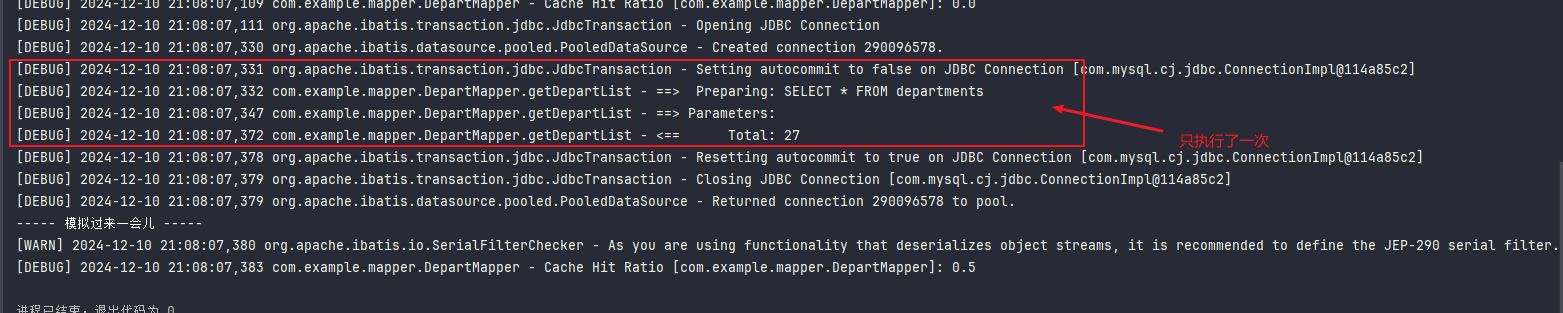 [DEBUG] 2024-12-10 21:08:07,109 com.example.mapper.DepartMapper - Cache Hit Ratio [com.example.mapper.DepartMapper]: 0.0
[DEBUG] 2024-12-10 21:08:07,111 org.apache.ibatis.transaction.jdbc.JdbcTransaction - Opening JDBC Connection
[DEBUG] 2024-12-10 21:08:07,330 org.apache.ibatis.datasource.pooled.PooledDataSource - Created connection 290096578.
[DEBUG] 2024-12-10 21:08:07,331 org.apache.ibatis.transaction.jdbc.JdbcTransaction - Setting autocommit to false on JDBC Connection [com.mysql.cj.jdbc.ConnectionImpl@114a85c2]
[DEBUG] 2024-12-10 21:08:07,332 com.example.mapper.DepartMapper.getDepartList - ==>  Preparing: SELECT * FROM departments
[DEBUG] 2024-12-10 21:08:07,347 com.example.mapper.DepartMapper.getDepartList - ==> Parameters:
[DEBUG] 2024-12-10 21:08:07,372 com.example.mapper.DepartMapper.getDepartList - <==      Total: 27
只执行了一次
[DEBUG] 2024-12-10 21:08:07,378 org.apache.ibatis.transaction.jdbc.JdbcTransaction - Resetting autocommit to true on JDBC Connection [com.mysql.cj.jdbc.ConnectionImpl@114a85c2]
[DEBUG] 2024-12-10 21:08:07,379 org.apache.ibatis.transaction.jdbc.JdbcTransaction - Closing JDBC Connection [com.mysql.cj.jdbc.ConnectionImpl@114a85c2]
[DEBUG] 2024-12-10 21:08:07,379 org.apache.ibatis.datasource.pooled.PooledDataSource - Returned connection 290096578 to pool.
----- 模拟过来一会儿 -----
[WARN] 2024-12-10 21:08:07,380 org.apache.ibatis.io.SerialFilterChecker - As you are using functionality that deserializes object streams, it is recommended to define the JEP-290 serial filter.
[DEBUG] 2024-12-10 21:08:07,383 com.example.mapper.DepartMapper - Cache Hit Ratio [com.example.mapper.DepartMapper]: 0.5
进程已结束，退出代码为 0